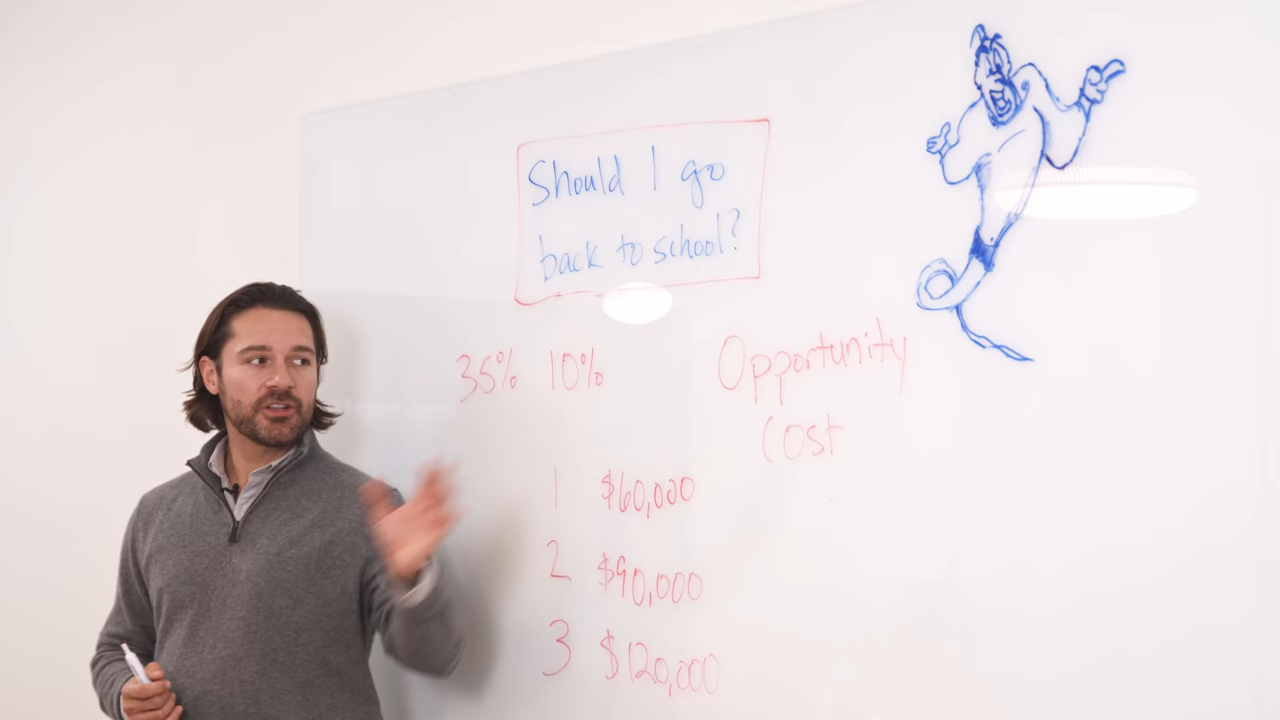 Should I go
back to school?
35% 10%
Opportunity
Cost
1 $60,000
2 $90,000
3 $120,000